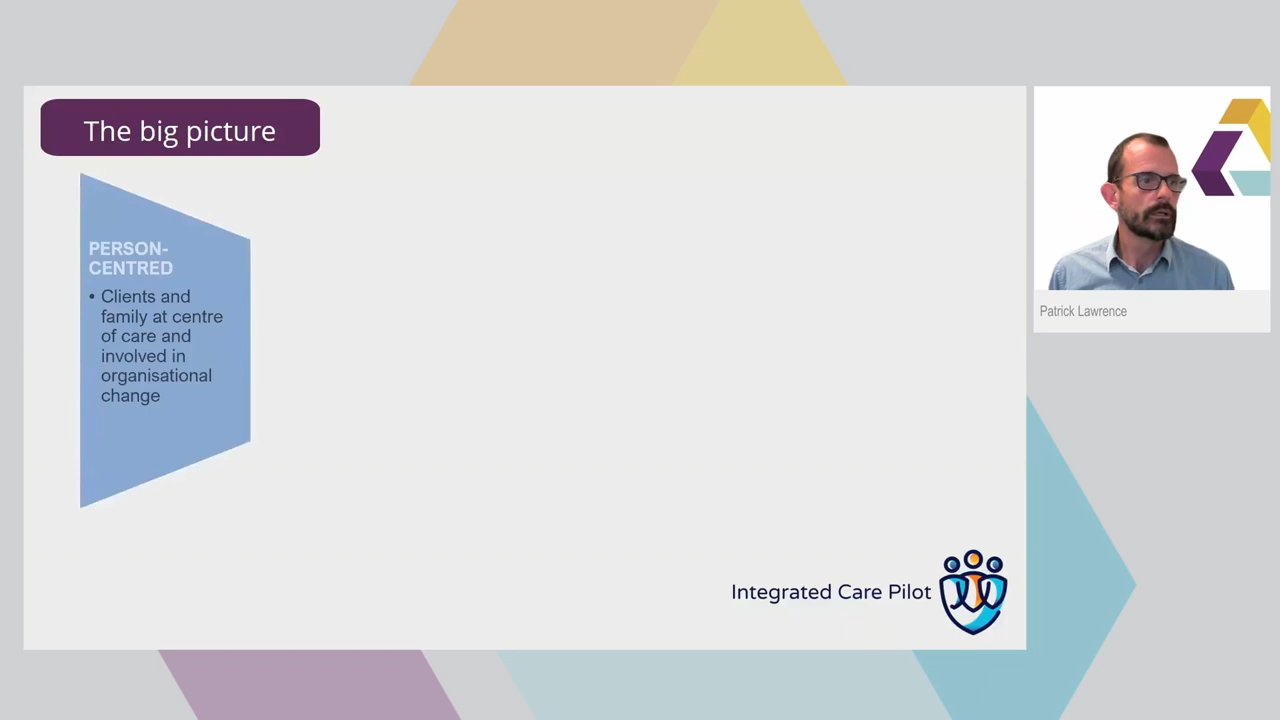 The big picture
PERSON-
CENTRED
• Clients and
family at centre
of care and
involved in
organisational
change
Integrated Care Pilot
Patrick Lawrence